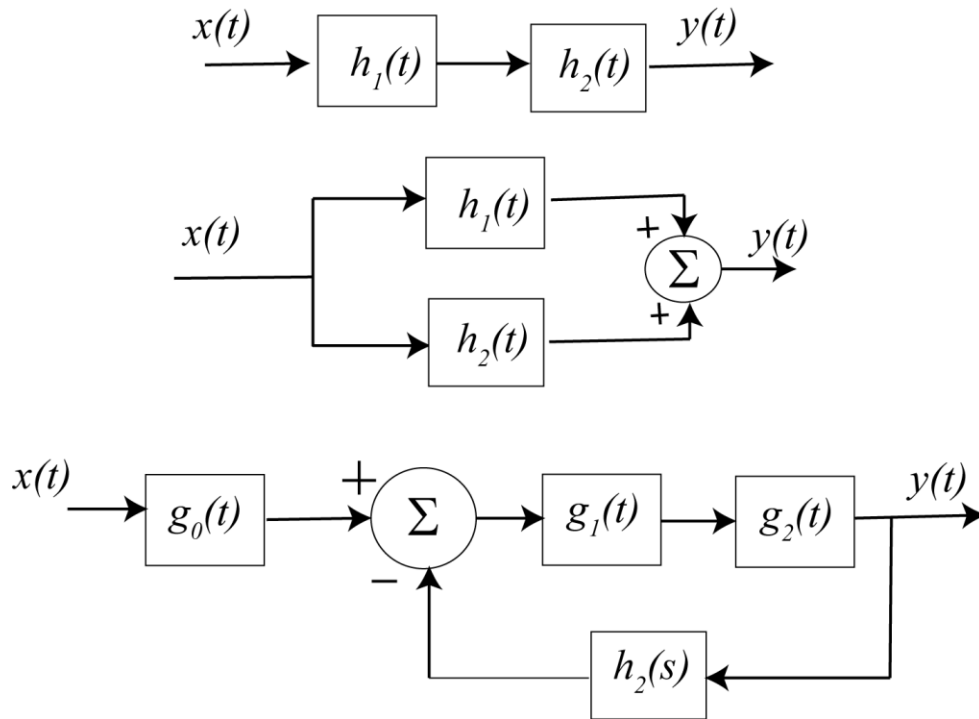 x(t) h₁(t) h₂(t) y(t)
h₁(t)
x(t) + Σ y(t)
+
h₂(t)
x(t) g₀(t) + Σ g₁(t) g₂(t) y(t)
−
h₂(s)